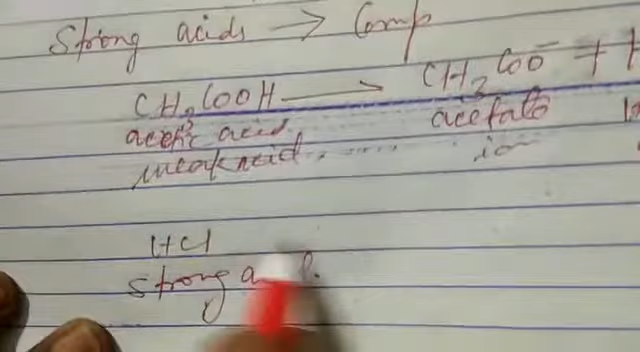 Strong acids → Comp
CH₃COOH → CH₃COO⁻ + H
acetic acid acetate
weak acid ..... ion
HCl
Strong a